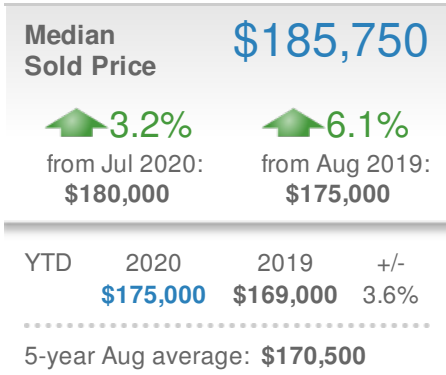 Median $185,750
Sold Price
3.2% 6.1%
from Jul 2020: from Aug 2019:
$180,000 $175,000
YTD 2020 2019 +/-
$175,000 $169,000 3.6%
5-year Aug average: $170,500